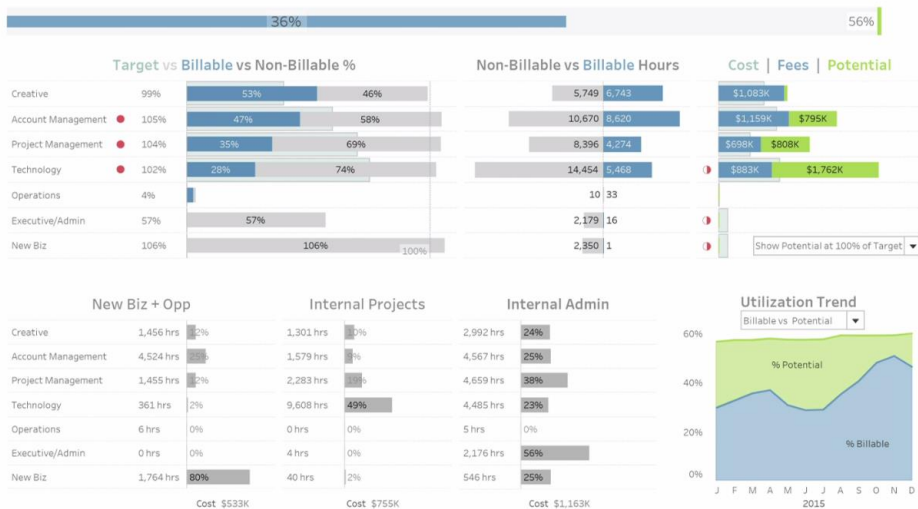 36% 56%
Target vs Billable vs Non-Billable % Non-Billable vs Billable Hours Cost | Fees | Potential
Creative 99% 53% 46% 5,749 6,743 $1,083K
Account Management 105% 47% 58% 10,670 8,620 $1,159K $795K
Project Management 104% 35% 69% 8,396 4,274 $698K $808K
Technology 102% 28% 74% 14,454 5,468 $883K $1,762K
Operations 4% 10 33
Executive/Admin 57% 57% 2,179 16
New Biz 106% 106% 100% 2,350 1 Show Potential at 100% of Target
New Biz + Opp Internal Projects Internal Admin Utilization Trend
Billable vs Potential
Creative 1,456 hrs 12% 1,301 hrs 10% 2,992 hrs 24%
Account Management 4,524 hrs 25% 1,579 hrs 9% 4,567 hrs 25%
Project Management 1,455 hrs 12% 2,283 hrs 19% 4,659 hrs 38%
Technology 361 hrs 2% 9,608 hrs 49% 4,485 hrs 23%
Operations 6 hrs 0% 0 hrs 0% 5 hrs 0%
Executive/Admin 0 hrs 0% 4 hrs 0% 2,176 hrs 56%
New Biz 1,764 hrs 80% 40 hrs 2% 546 hrs 25%
Cost $533K Cost $755K Cost $1,163K
60%
% Potential
40%
20%
% Billable
0%
J F M A M J J A S O N D
2015